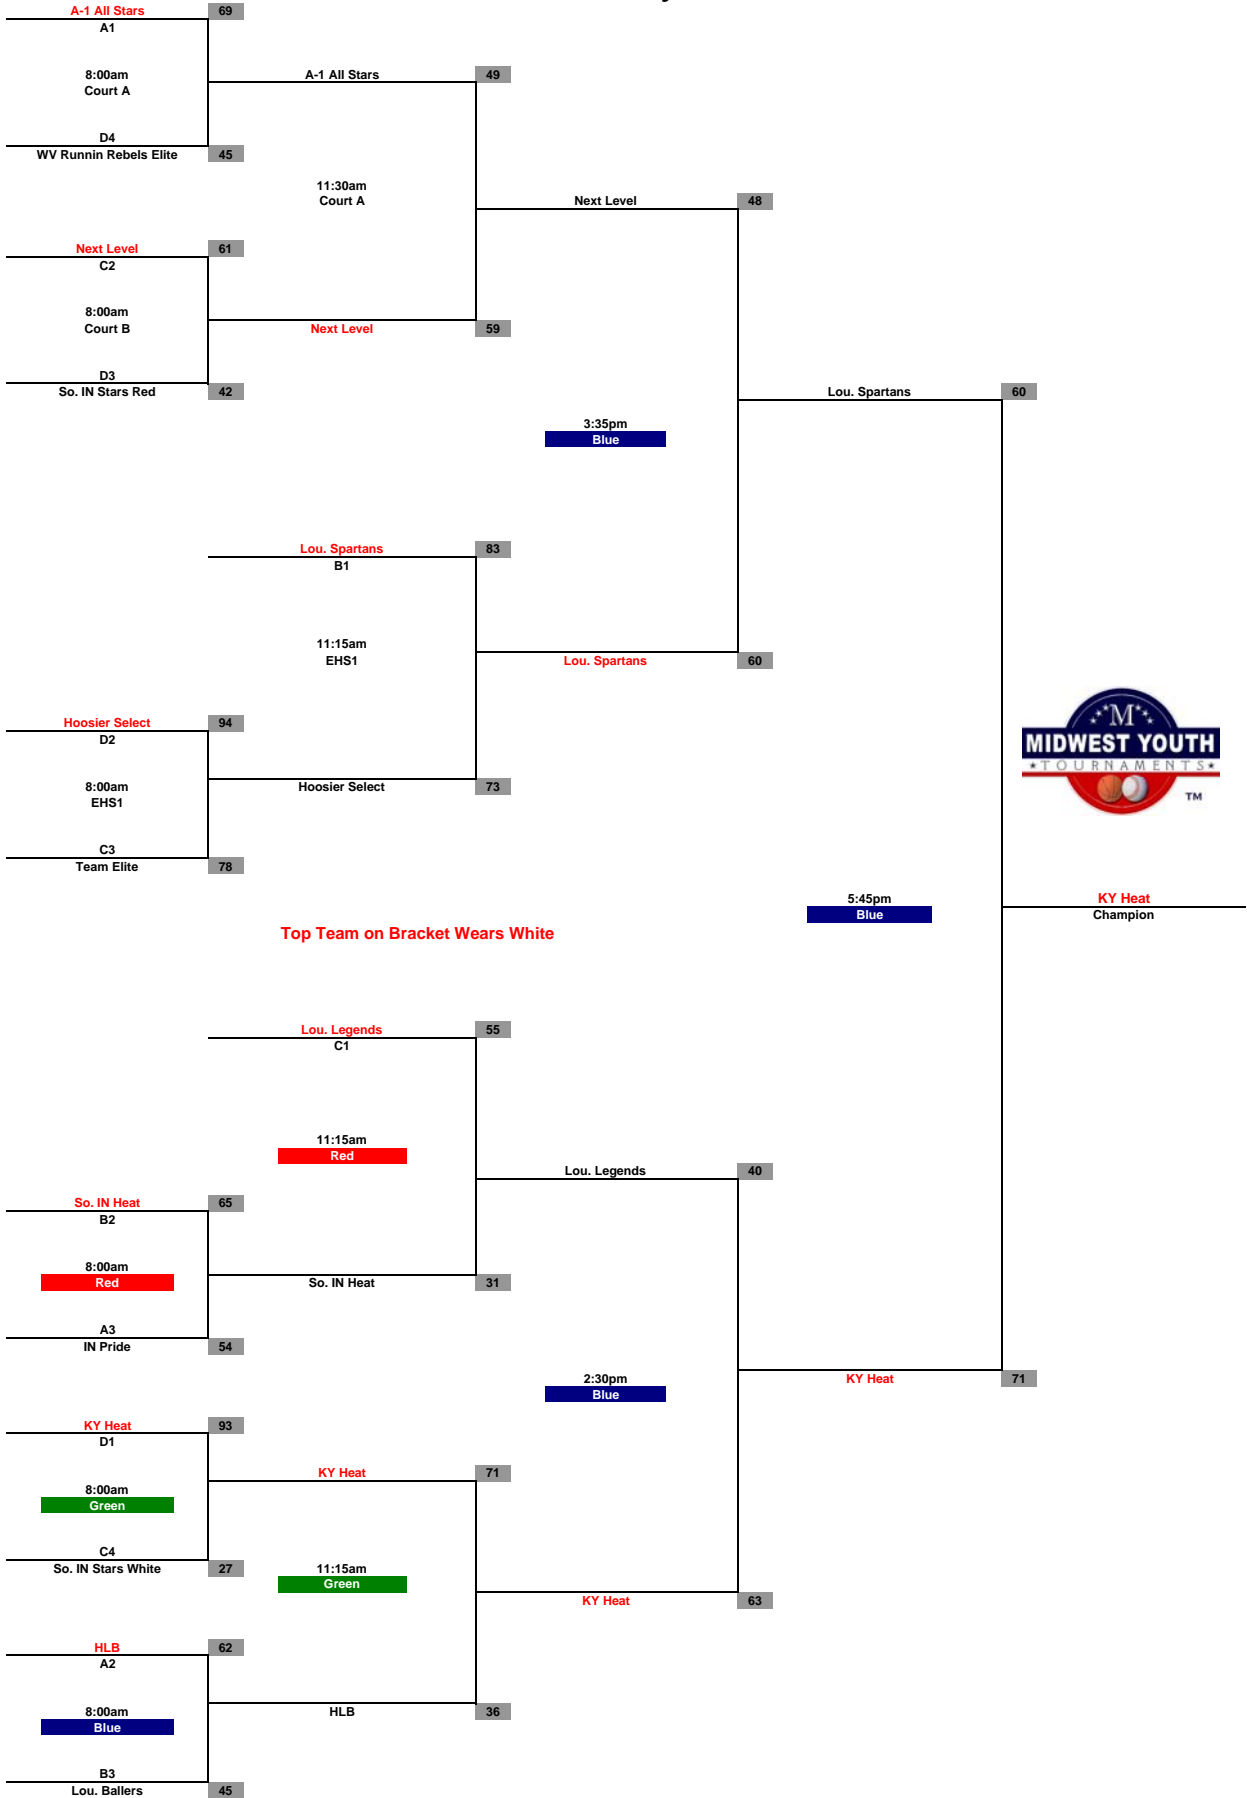 A-1 All Stars 69
A1
8:00am
Court A
D4
WV Runnin Rebels Elite 45
A-1 All Stars 49
11:30am
Court A
Next Level 48
Next Level 61
C2
8:00am
Court B
D3
So. IN Stars Red 42
Next Level 59
3:35pm
Blue
Lou. Spartans 60
Lou. Spartans 83
B1
11:15am
EHS1
Lou. Spartans 60
Hoosier Select 94
D2
8:00am
EHS1
C3
Team Elite 78
Hoosier Select 73
M
MIDWEST YOUTH
TOURNAMENTS
TM
5:45pm
Blue
KY Heat
Champion
Top Team on Bracket Wears White
Lou. Legends 55
C1
11:15am
Red
Lou. Legends 40
So. IN Heat 65
B2
8:00am
Red
A3
IN Pride 54
So. IN Heat 31
2:30pm
Blue
KY Heat 71
KY Heat 93
D1
8:00am
Green
C4
So. IN Stars White 27
KY Heat 71
11:15am
Green
KY Heat 63
HLB 62
A2
8:00am
Blue
B3
Lou. Ballers 45
HLB 36